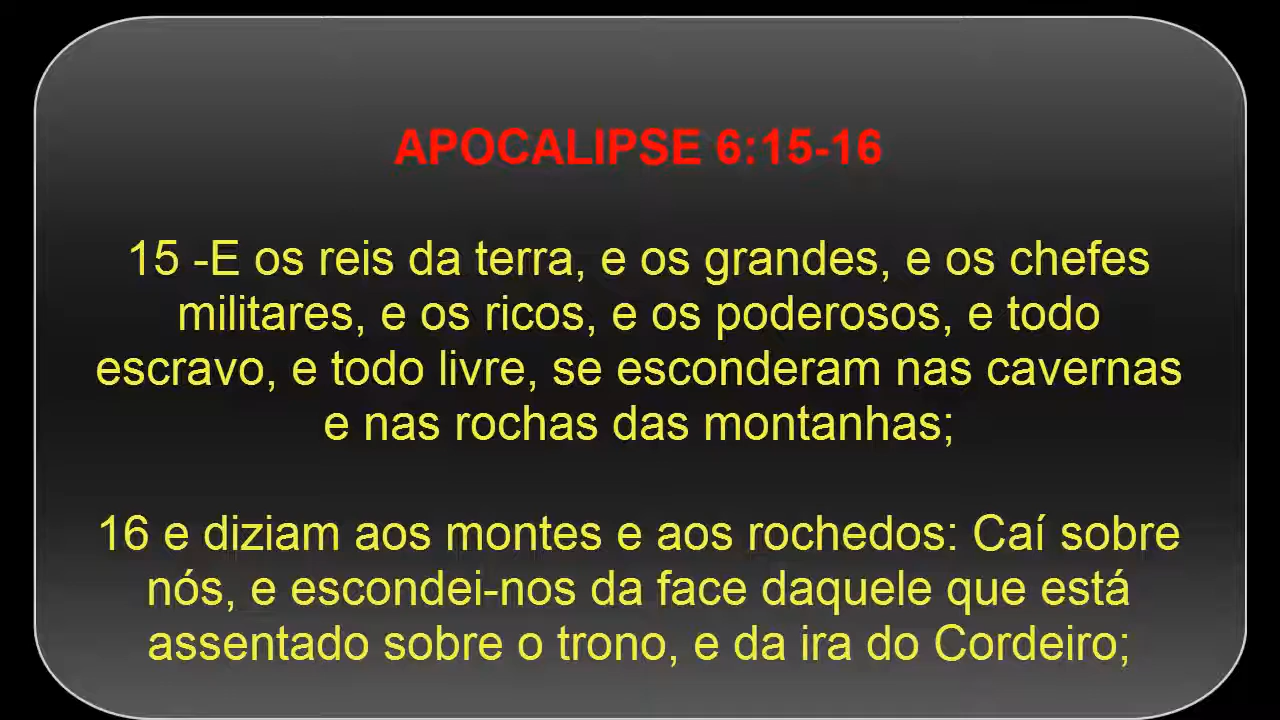 APOCALIPSE 6:15-16
15 -E os reis da terra, e os grandes, e os chefes
militares, e os ricos, e os poderosos, e todo
escravo, e todo livre, se esconderam nas cavernas
e nas rochas das montanhas;
16 e diziam aos montes e aos rochedos: Caí sobre
nós, e escondei-nos da face daquele que está
assentado sobre o trono, e da ira do Cordeiro;